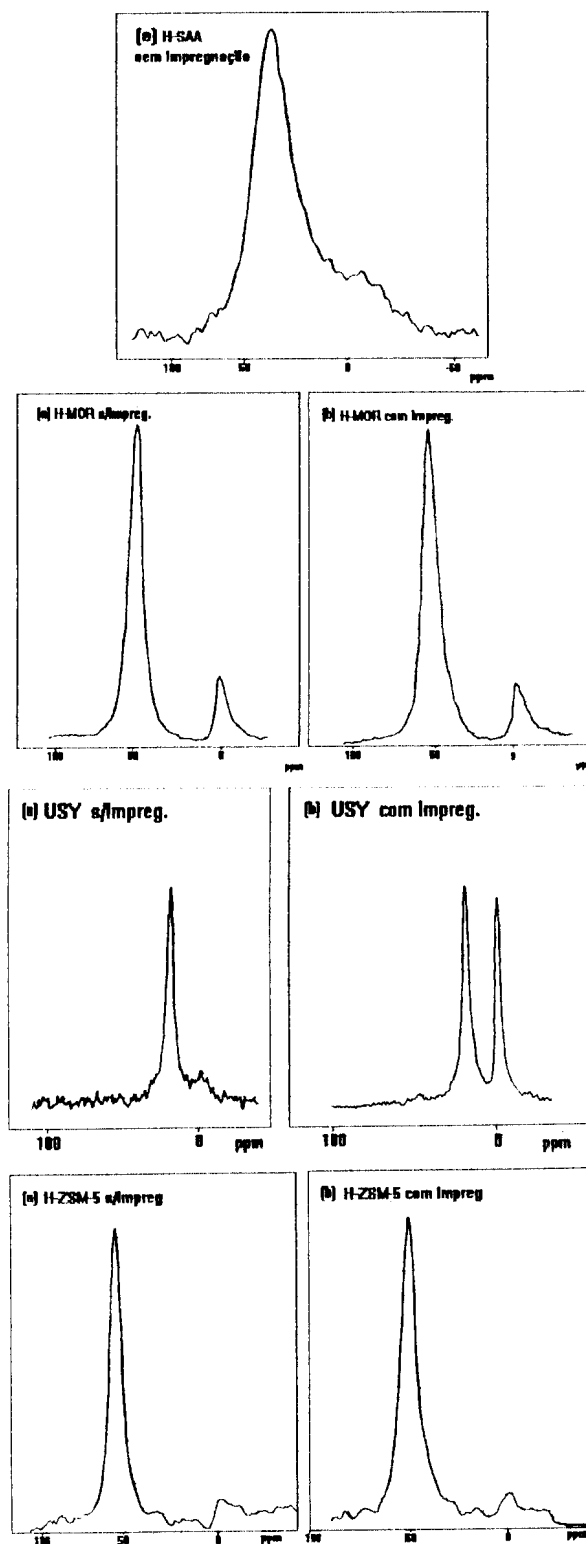 (a) H-SAA
sem Impregnação
100 50 0 -50
ppm
(a) H-MOR s/Impreg.
100 50 0
ppm
(b) H-MOR com Impreg.
100 50 0
(a) USY s/Impreg.
100 0 ppm
(b) USY com Impreg.
100 0 ppm
(a) H-ZSM-5 s/Impreg
100 50 0 ppm
(b) H-ZSM-5 com Impreg
100 50 0 ppm